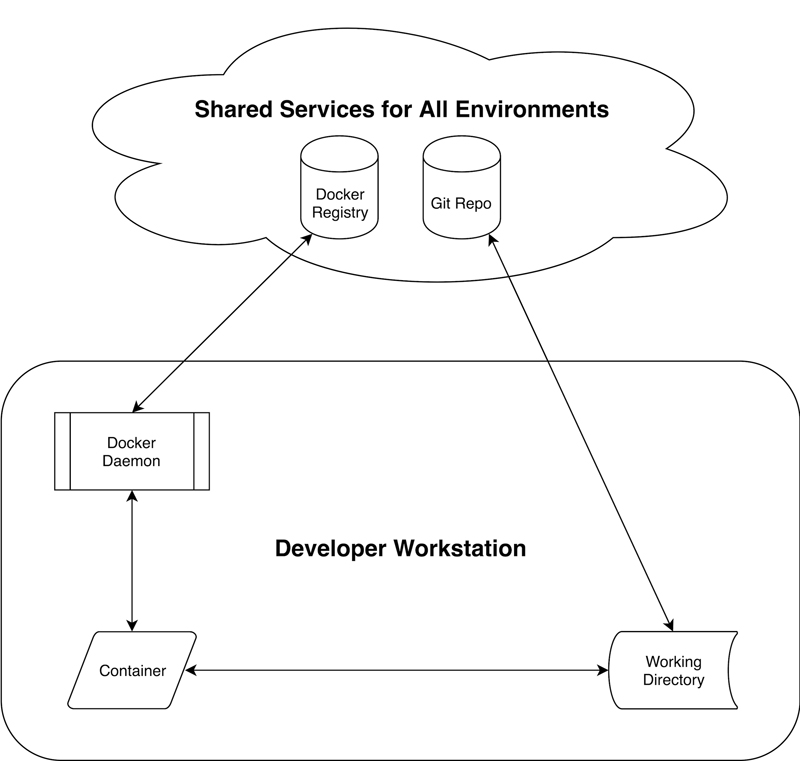 Shared Services for All Environments
Docker
Registry
Git Repo
Docker
Daemon
Developer Workstation
Container
Working
Directory